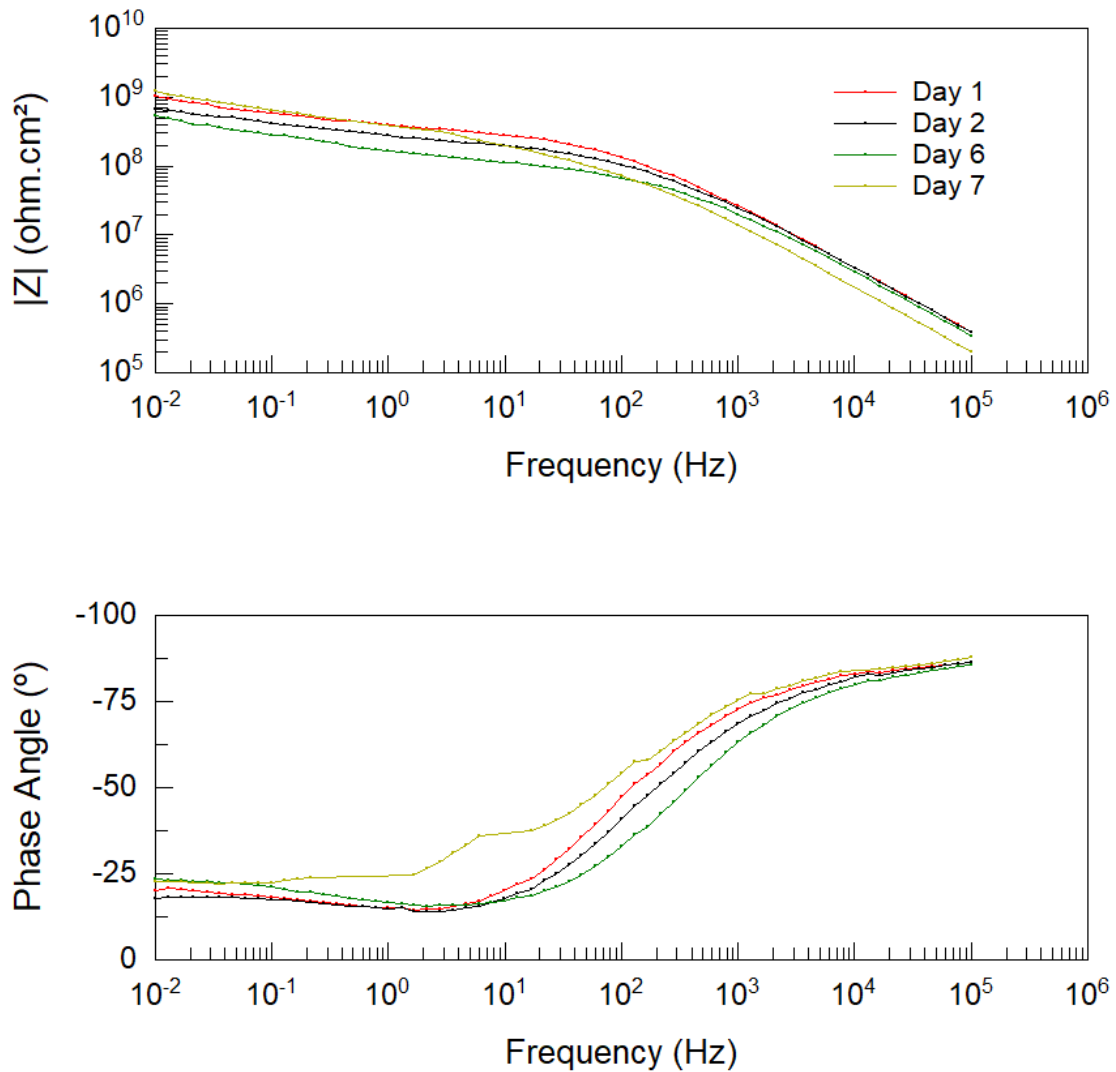 10¹⁰
10⁹
10⁸
10⁷
10⁶
10⁵
|Z| (ohm.cm²)
Day 1
Day 2
Day 6
Day 7
10⁻² 10⁻¹ 10⁰ 10¹ 10² 10³ 10⁴ 10⁵ 10⁶
Frequency (Hz)
-100
-75
-50
-25
0
Phase Angle (°)
10⁻² 10⁻¹ 10⁰ 10¹ 10² 10³ 10⁴ 10⁵ 10⁶
Frequency (Hz)